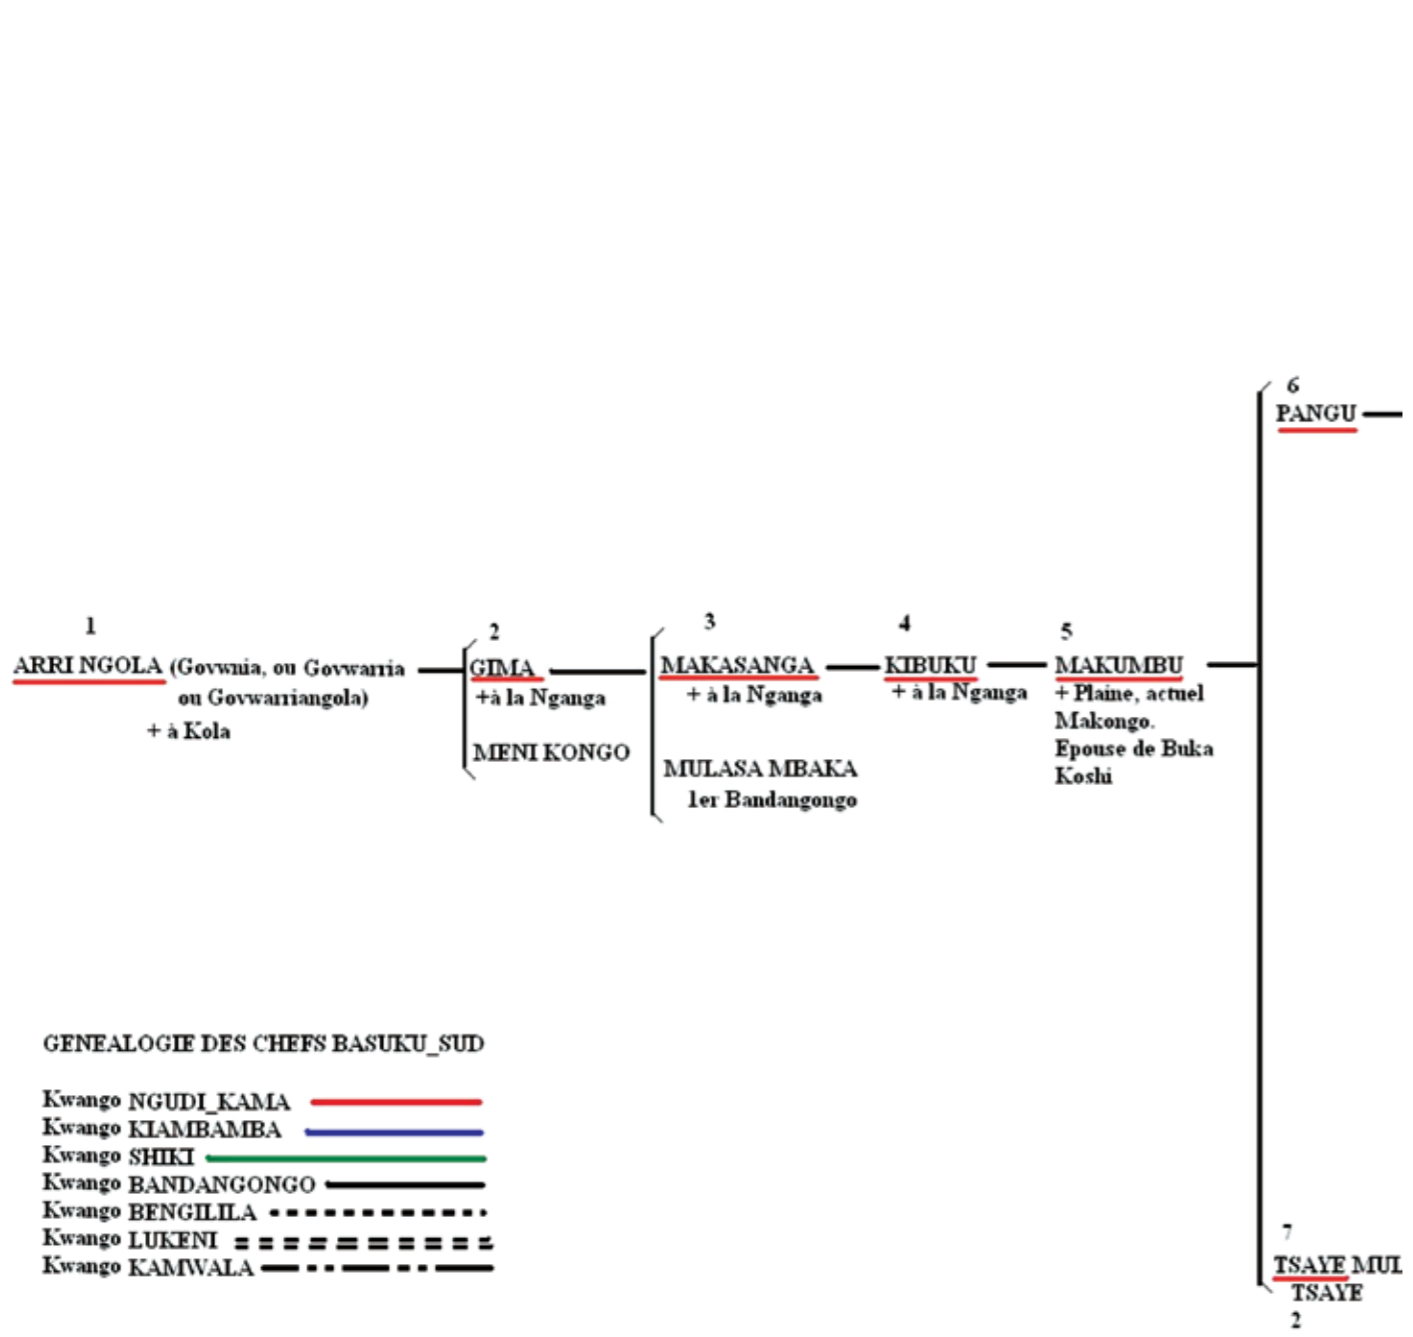 6
PANGU
1
ARRI NGOLA (Govwnia, ou Govwarria
ou Govwarriangola)
+ à Kola
2
GIMA
+à la Nganga
MENI KONGO
3
MAKASANGA
+ à la Nganga
MULASA MBAKA
1er Bandangongo
4
KIBUKU
+ à la Nganga
5
MAKUMBU
+ Plaine, actuel
Makongo.
Epouse de Buka
Koshi
GENEALOGIE DES CHEFS BASUKU_SUD
Kwango NGUDI_KAMA
Kwango KIAMBAMBA
Kwango SHIKI
Kwango BANDANGONGO
Kwango BENGILILA
Kwango LUKENI
Kwango KAMWALA
7
TSAYE MUL
TSAYE
2